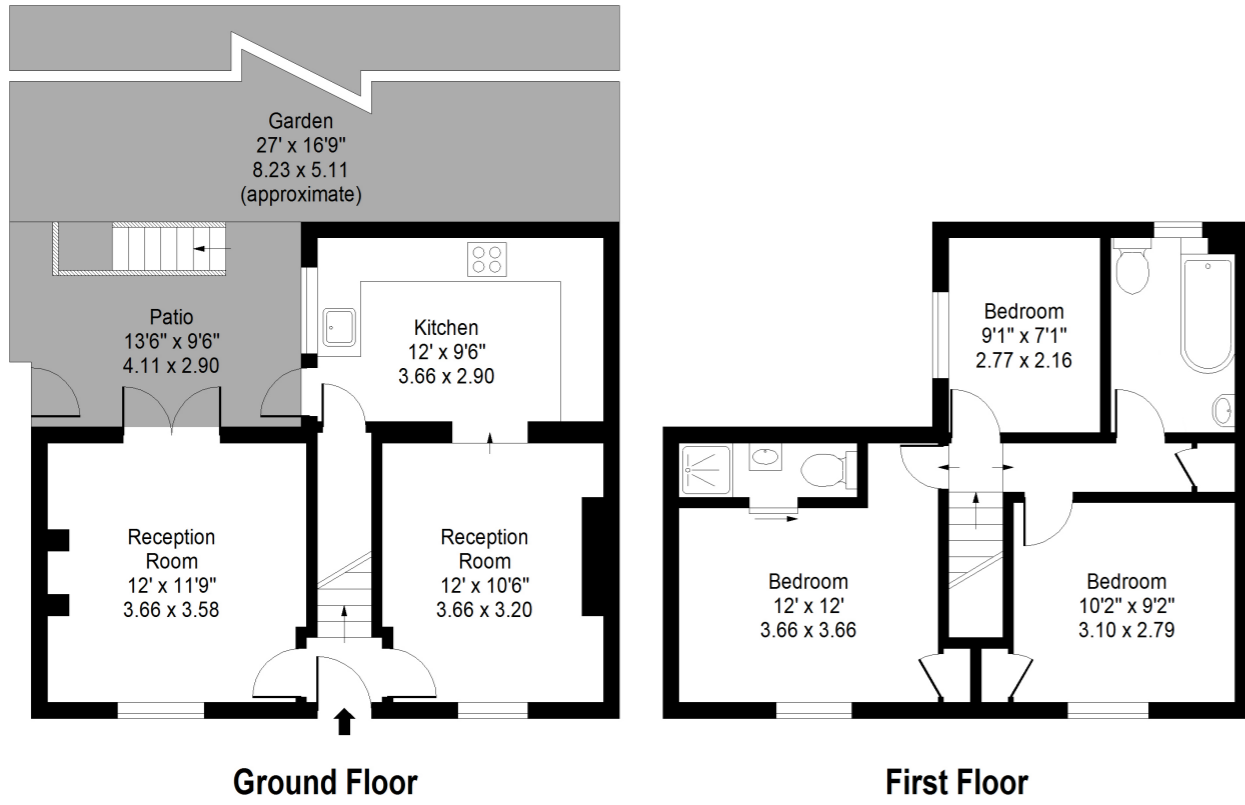 Garden
27' x 16'9"
8.23 x 5.11
(approximate)
Patio
13'6" x 9'6"
4.11 x 2.90
Kitchen
12' x 9'6"
3.66 x 2.90
Reception
Room
12' x 11'9"
3.66 x 3.58
Reception
Room
12' x 10'6"
3.66 x 3.20
Ground Floor
Bedroom
9'1" x 7'1"
2.77 x 2.16
Bedroom
12' x 12'
3.66 x 3.66
Bedroom
10'2" x 9'2"
3.10 x 2.79
First Floor